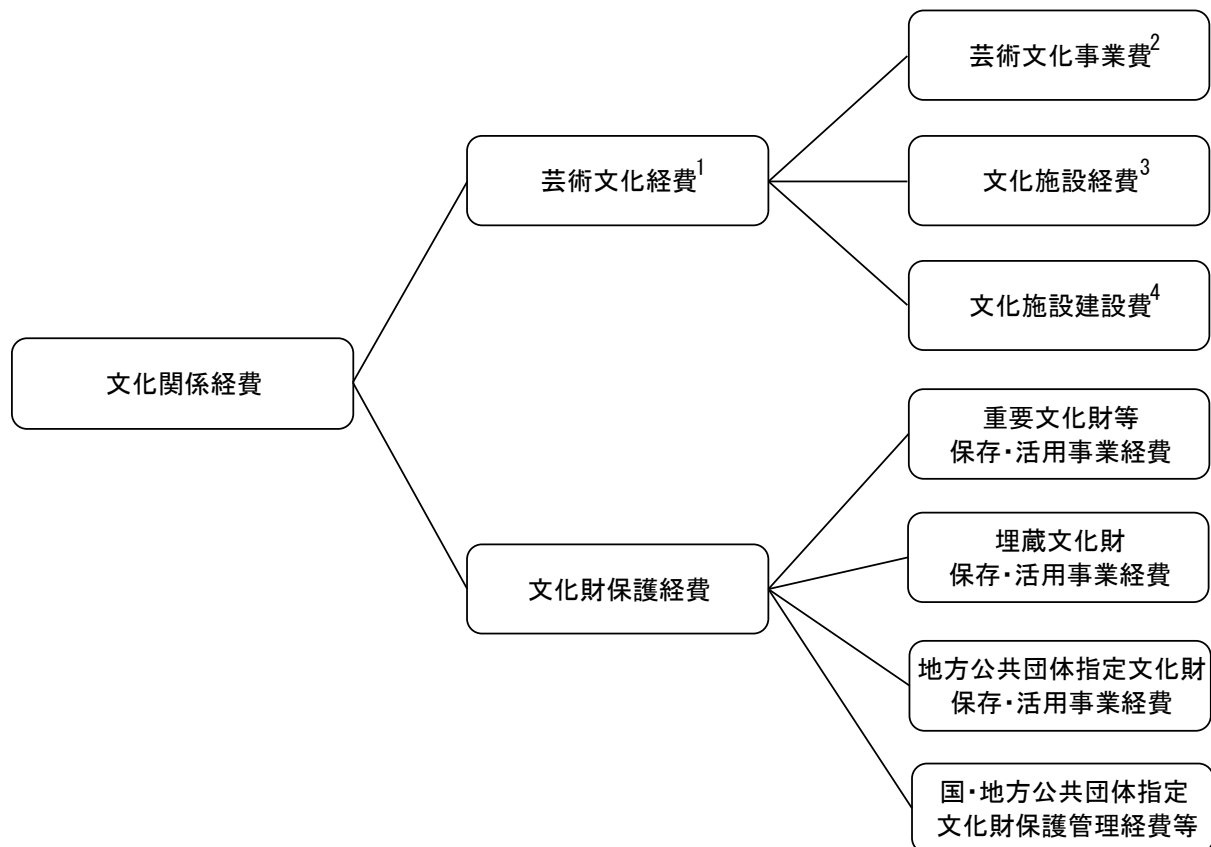 文化関係経費
芸術文化経費1
芸術文化事業費2
文化施設経費3
文化施設建設費4
文化財保護経費
重要文化財等
保存・活用事業経費
埋蔵文化財
保存・活用事業経費
地方公共団体指定文化財
保存・活用事業経費
国・地方公共団体指定
文化財保護管理経費等